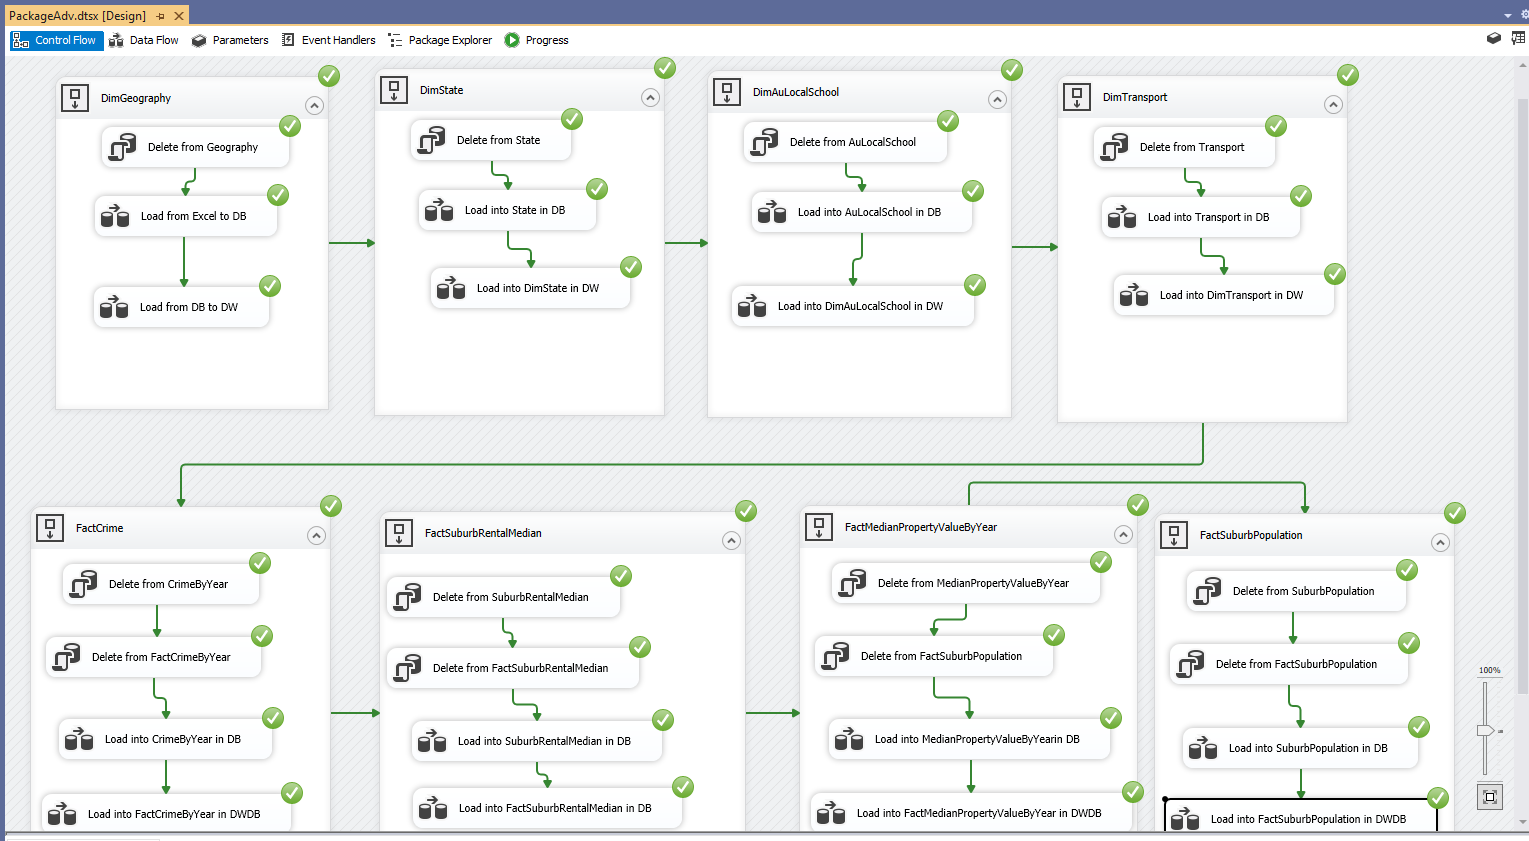 PackageAdv.dtsx [Design]
Control Flow
Data Flow
Parameters
Event Handlers
Package Explorer
Progress
DimGeography
Delete from Geography
Load from Excel to DB
Load from DB to DW
DimState
Delete from State
Load into State in DB
Load into DimState in DW
DimAuLocalSchool
Delete from AuLocalSchool
Load into AuLocalSchool in DB
Load into DimAuLocalSchool in DW
DimTransport
Delete from Transport
Load into Transport in DB
Load into DimTransport in DW
FactCrime
Delete from CrimeByYear
Delete from FactCrimeByYear
Load into CrimeByYear in DB
Load into FactCrimeByYear in DWDB
FactSuburbRentalMedian
Delete from SuburbRentalMedian
Delete from FactSuburbRentalMedian
Load into SuburbRentalMedian in DB
Load into FactSuburbRentalMedian in DB
FactMedianPropertyValueByYear
Delete from MedianPropertyValueByYear
Delete from FactSuburbPopulation
Load into MedianPropertyValueByYearin DB
Load into FactMedianPropertyValueByYear in DWDB
FactSuburbPopulation
Delete from SuburbPopulation
Delete from FactSuburbPopulation
Load into SuburbPopulation in DB
Load into FactSuburbPopulation in DWDB
100%